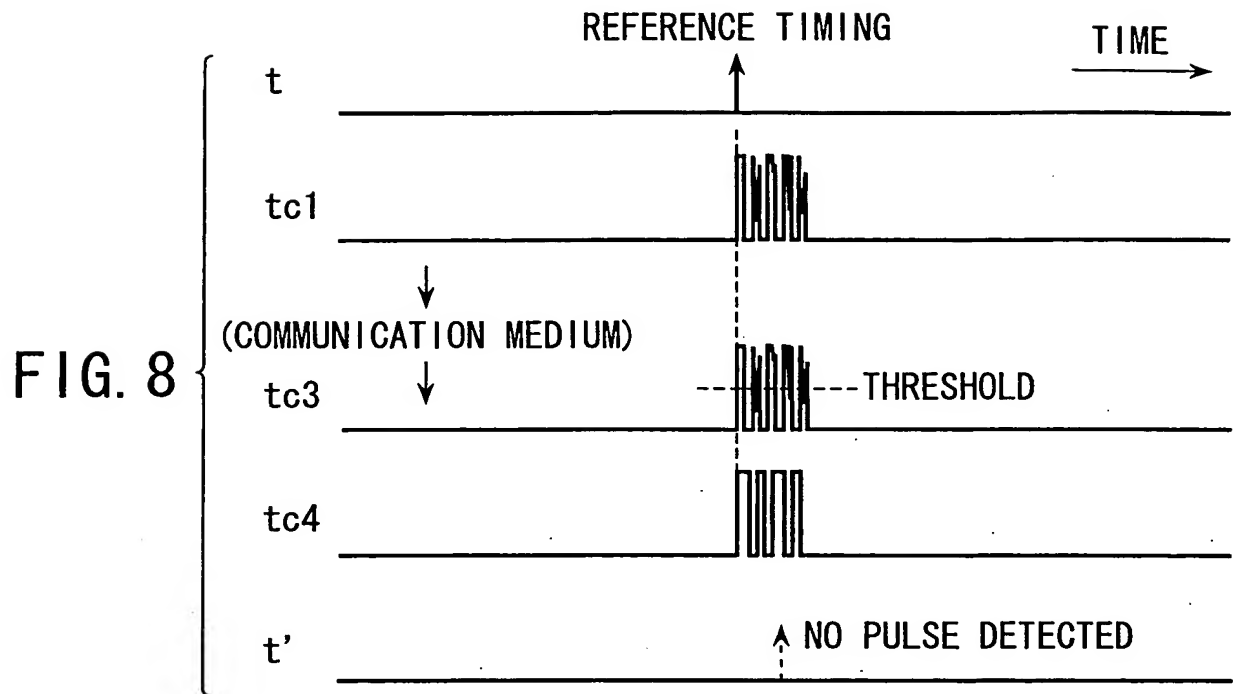 REFERENCE TIMING
TIME
t
tc1
(COMMUNICATION MEDIUM)
FIG. 8
tc3
THRESHOLD
tc4
t'
NO PULSE DETECTED